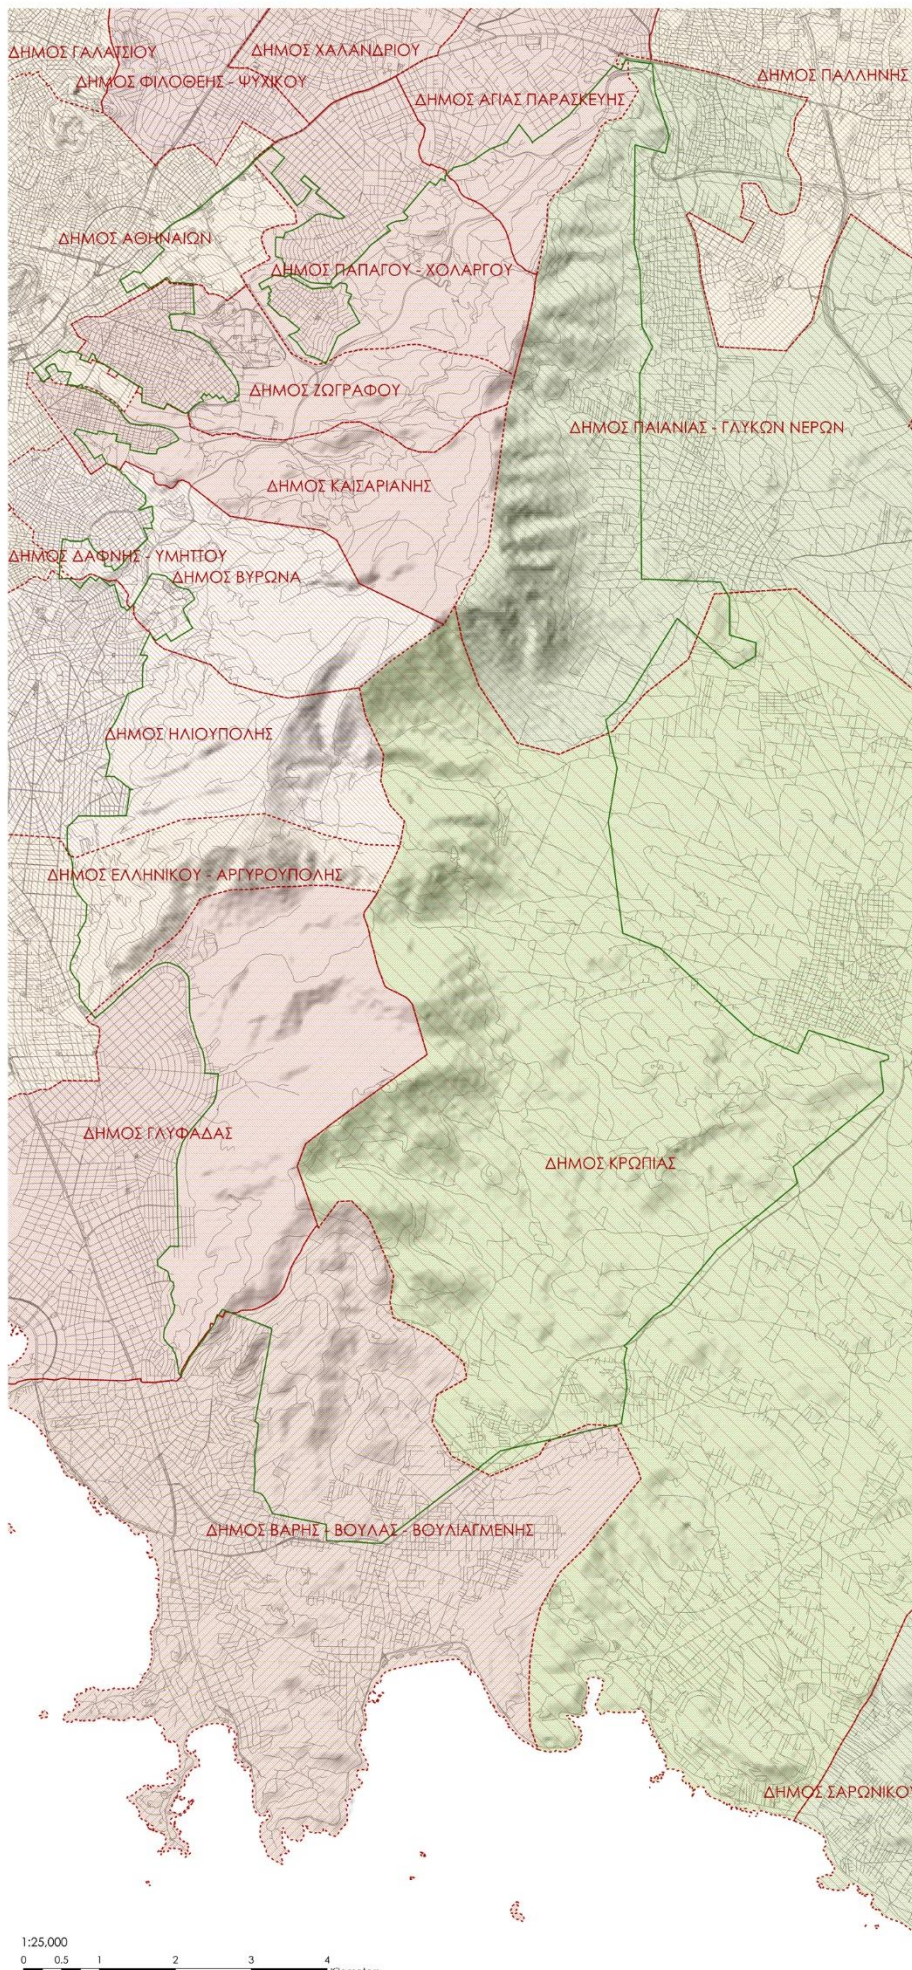 ΔΗΜΟΣ ΓΑΛΑΤΣΙΟΥ
ΔΗΜΟΣ ΧΑΛΑΝΔΡΙΟΥ
ΔΗΜΟΣ ΦΙΛΟΘΕΗΣ - ΨΥΧΙΚΟΥ
ΔΗΜΟΣ ΠΑΛΛΗΝΗΣ
ΔΗΜΟΣ ΑΓΙΑΣ ΠΑΡΑΣΚΕΥΗΣ
ΔΗΜΟΣ ΑΘΗΝΑΙΩΝ
ΔΗΜΟΣ ΠΑΠΑΓΟΥ - ΧΟΛΑΡΓΟΥ
ΔΗΜΟΣ ΖΩΓΡΑΦΟΥ
ΔΗΜΟΣ ΠΑΙΑΝΙΑΣ - ΓΛΥΚΩΝ ΝΕΡΩΝ
ΔΗΜΟΣ ΚΑΙΣΑΡΙΑΝΗΣ
ΔΗΜΟΣ ΔΑΦΝΗΣ - ΥΜΗΤΤΟΥ
ΔΗΜΟΣ ΒΥΡΩΝΑ
ΔΗΜΟΣ ΗΛΙΟΥΠΟΛΗΣ
ΔΗΜΟΣ ΕΛΛΗΝΙΚΟΥ - ΑΡΓΥΡΟΥΠΟΛΗΣ
ΔΗΜΟΣ ΓΛΥΦΑΔΑΣ
ΔΗΜΟΣ ΚΡΩΠΙΑΣ
ΔΗΜΟΣ ΒΑΡΗΣ - ΒΟΥΛΑΣ - ΒΟΥΛΙΑΓΜΕΝΗΣ
ΔΗΜΟΣ ΣΑΡΩΝΙΚΟΥ
1:25,000
0 0.5 1 2 3 4